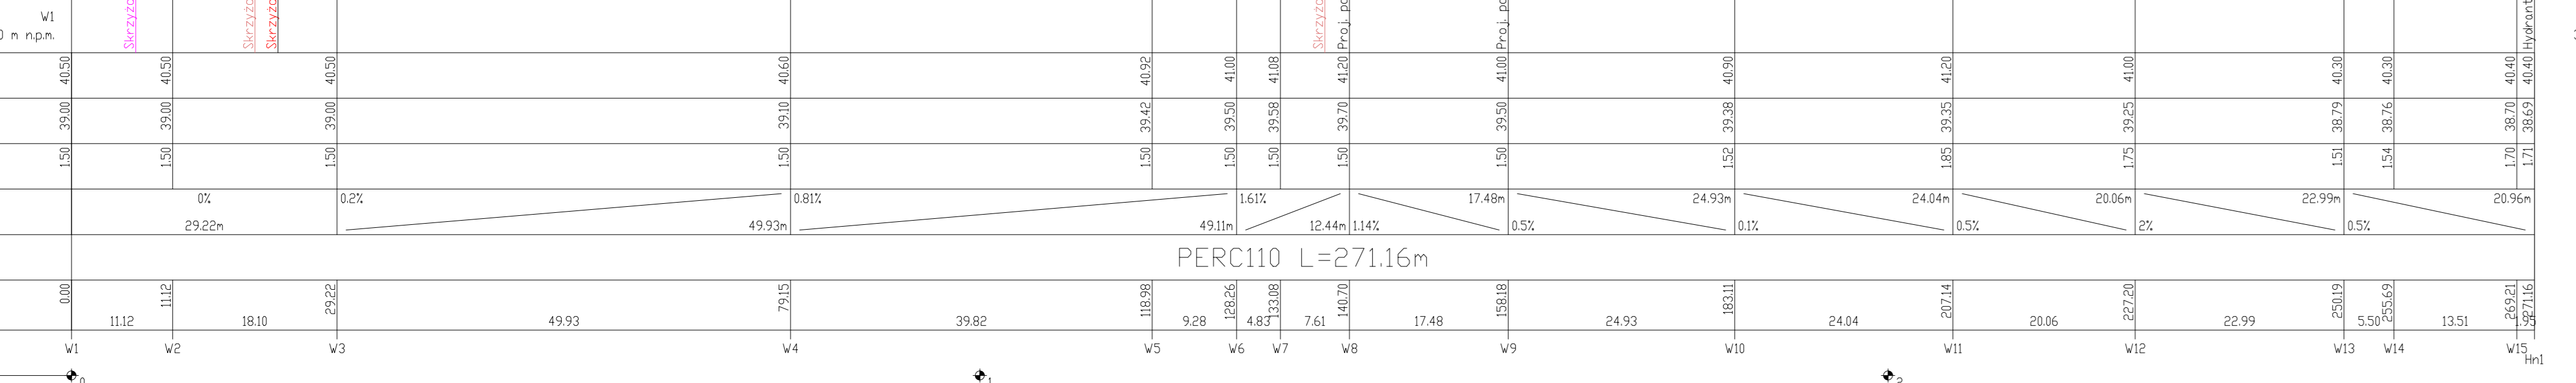 W1
0 m n.p.m.
Skrzyżo
Skrzyżo
Skrzyżo
Skrzyżo
Proj. po
Proj. po
Hydrant
40.50 40.50 40.50 40.60 40.92 41.00 41.08 41.20 41.00 40.90 41.20 41.00 40.30 40.30 40.40 40.40
39.00 39.00 39.00 39.10 39.42 39.50 39.58 39.70 39.50 39.38 39.35 39.25 38.79 38.76 38.70 38.69
1.50 1.50 1.50 1.50 1.50 1.50 1.50 1.50 1.50 1.52 1.85 1.75 1.51 1.54 1.70 1.71
0% 0.2% 0.81% 1.61% 17.48m 24.93m 24.04m 20.06m 22.99m 20.96m
29.22m 49.93m 49.11m 12.44m 1.14% 0.5% 0.1% 0.5% 2% 0.5%
PERC110 L=271.16m
0.00 11.12 29.22 79.15 118.98 128.26 133.08 140.70 158.18 183.11 207.14 227.20 250.19 255.69 269.21 271.16
11.12 18.10 49.93 39.82 9.28 4.83 7.61 17.48 24.93 24.04 20.06 22.99 5.50 13.51 1.95
W1 W2 W3 W4 W5 W6 W7 W8 W9 W10 W11 W12 W13 W14 W15
Hn1
0 1 2